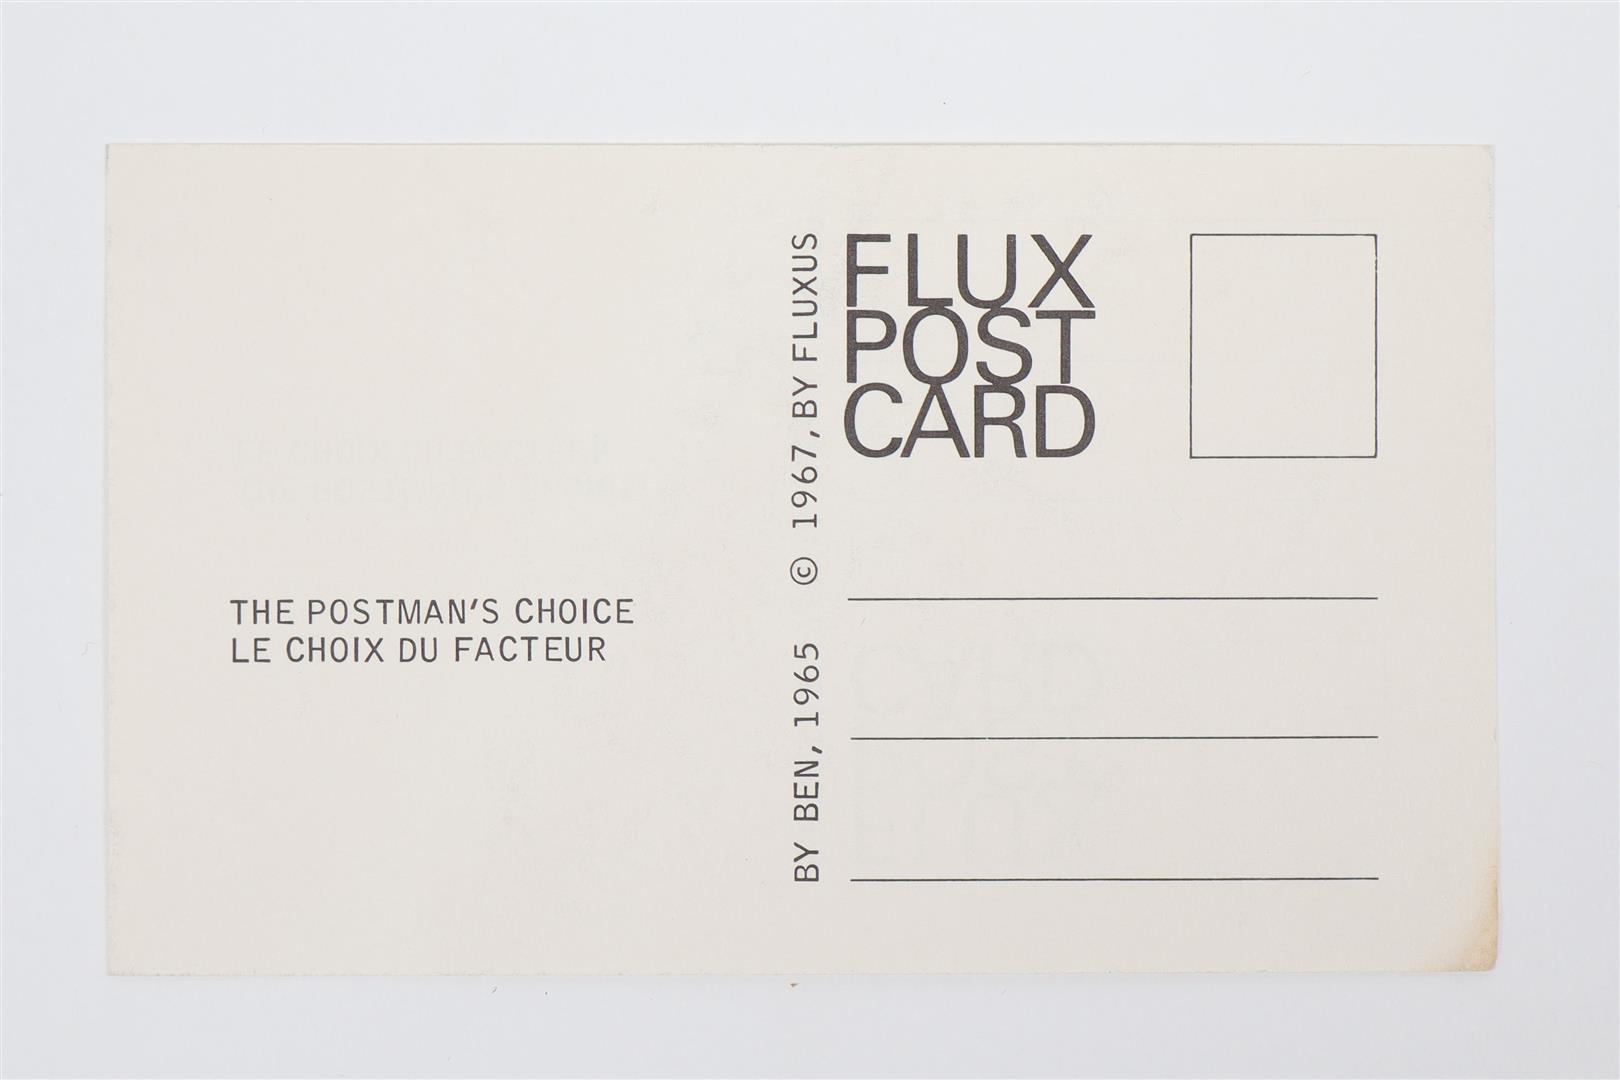 THE POSTMAN'S CHOICE
LE CHOIX DU FACTEUR
BY BEN, 1965 © 1967, BY FLUXUS
FLUX
POST
CARD